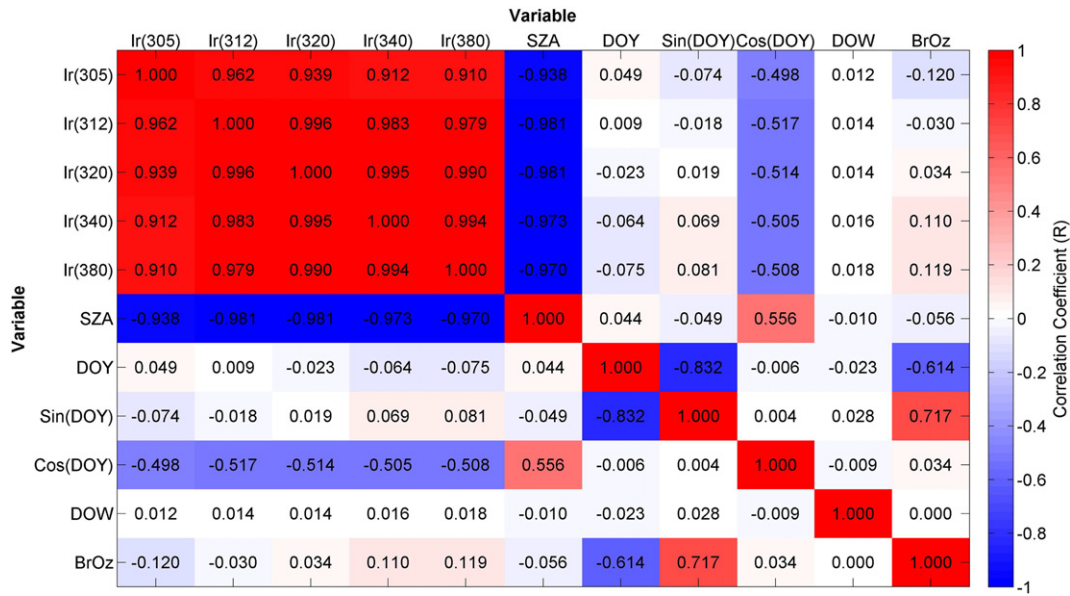 Variable
Ir(305) Ir(312) Ir(320) Ir(340) Ir(380) SZA DOY Sin(DOY) Cos(DOY) DOW BrOz
Ir(305) 1.000 0.962 0.939 0.912 0.910 -0.938 0.049 -0.074 -0.498 0.012 -0.120
Ir(312) 0.962 1.000 0.996 0.983 0.979 -0.981 0.009 -0.018 -0.517 0.014 -0.030
Ir(320) 0.939 0.996 1.000 0.995 0.990 -0.981 -0.023 0.019 -0.514 0.014 0.034
Ir(340) 0.912 0.983 0.995 1.000 0.994 -0.973 -0.064 0.069 -0.505 0.016 0.110
Ir(380) 0.910 0.979 0.990 0.994 1.000 -0.970 -0.075 0.081 -0.508 0.018 0.119
SZA -0.938 -0.981 -0.981 -0.973 -0.970 1.000 0.044 -0.049 0.556 -0.010 -0.056
DOY 0.049 0.009 -0.023 -0.064 -0.075 0.044 1.000 -0.832 -0.006 -0.023 -0.614
Sin(DOY) -0.074 -0.018 0.019 0.069 0.081 -0.049 -0.832 1.000 0.004 0.028 0.717
Cos(DOY) -0.498 -0.517 -0.514 -0.505 -0.508 0.556 -0.006 0.004 1.000 -0.009 0.034
DOW 0.012 0.014 0.014 0.016 0.018 -0.010 -0.023 0.028 -0.009 1.000 0.000
BrOz -0.120 -0.030 0.034 0.110 0.119 -0.056 -0.614 0.717 0.034 0.000 1.000
Variable
1
0.8
0.6
0.4
0.2
0
-0.2
-0.4
-0.6
-0.8
-1
Correlation Coefficient (R)